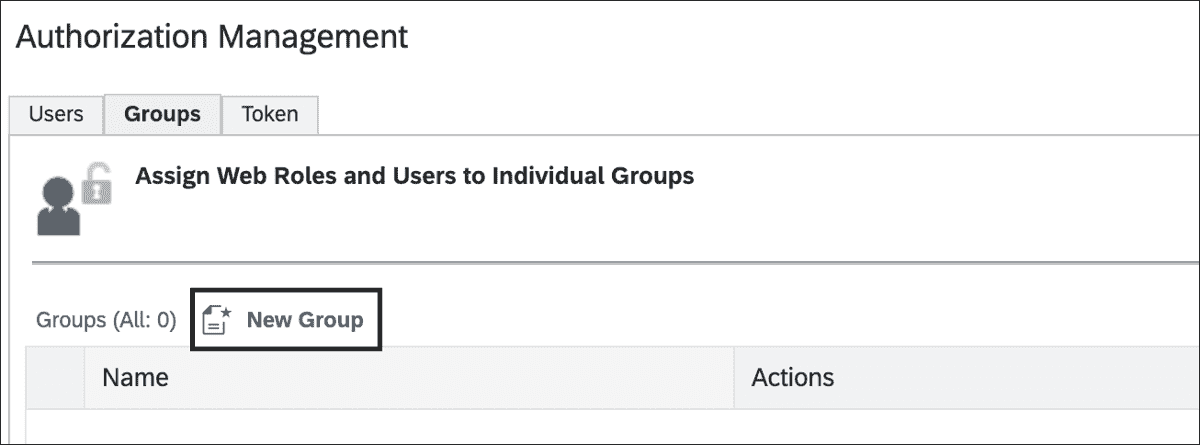 Authorization Management
Users Groups Token
Assign Web Roles and Users to Individual Groups
Groups (All: 0) New Group
Name Actions